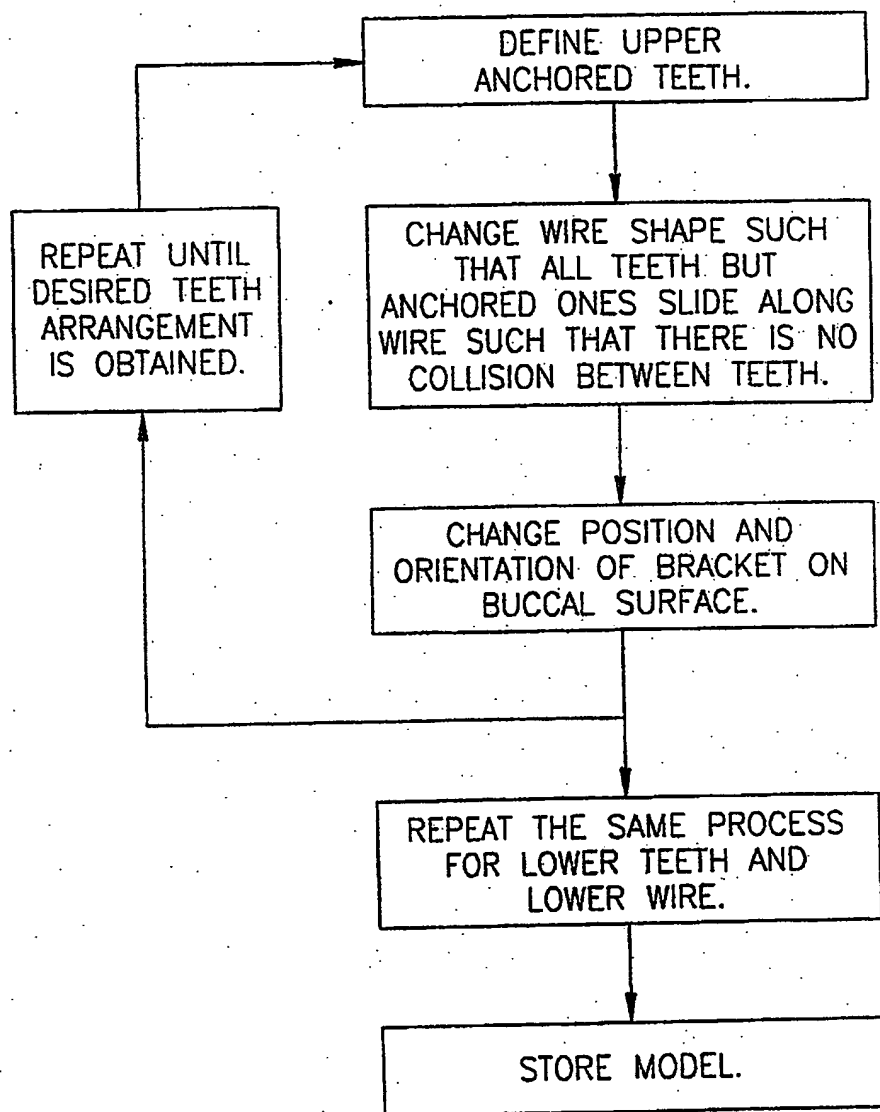 DEFINE UPPER
ANCHORED TEETH.
CHANGE WIRE SHAPE SUCH
THAT ALL TEETH BUT
ANCHORED ONES SLIDE ALONG
WIRE SUCH THAT THERE IS NO
COLLISION BETWEEN TEETH.
REPEAT UNTIL
DESIRED TEETH
ARRANGEMENT
IS OBTAINED.
CHANGE POSITION AND
ORIENTATION OF BRACKET ON
BUCCAL SURFACE.
REPEAT THE SAME PROCESS
FOR LOWER TEETH AND
LOWER WIRE.
STORE MODEL.